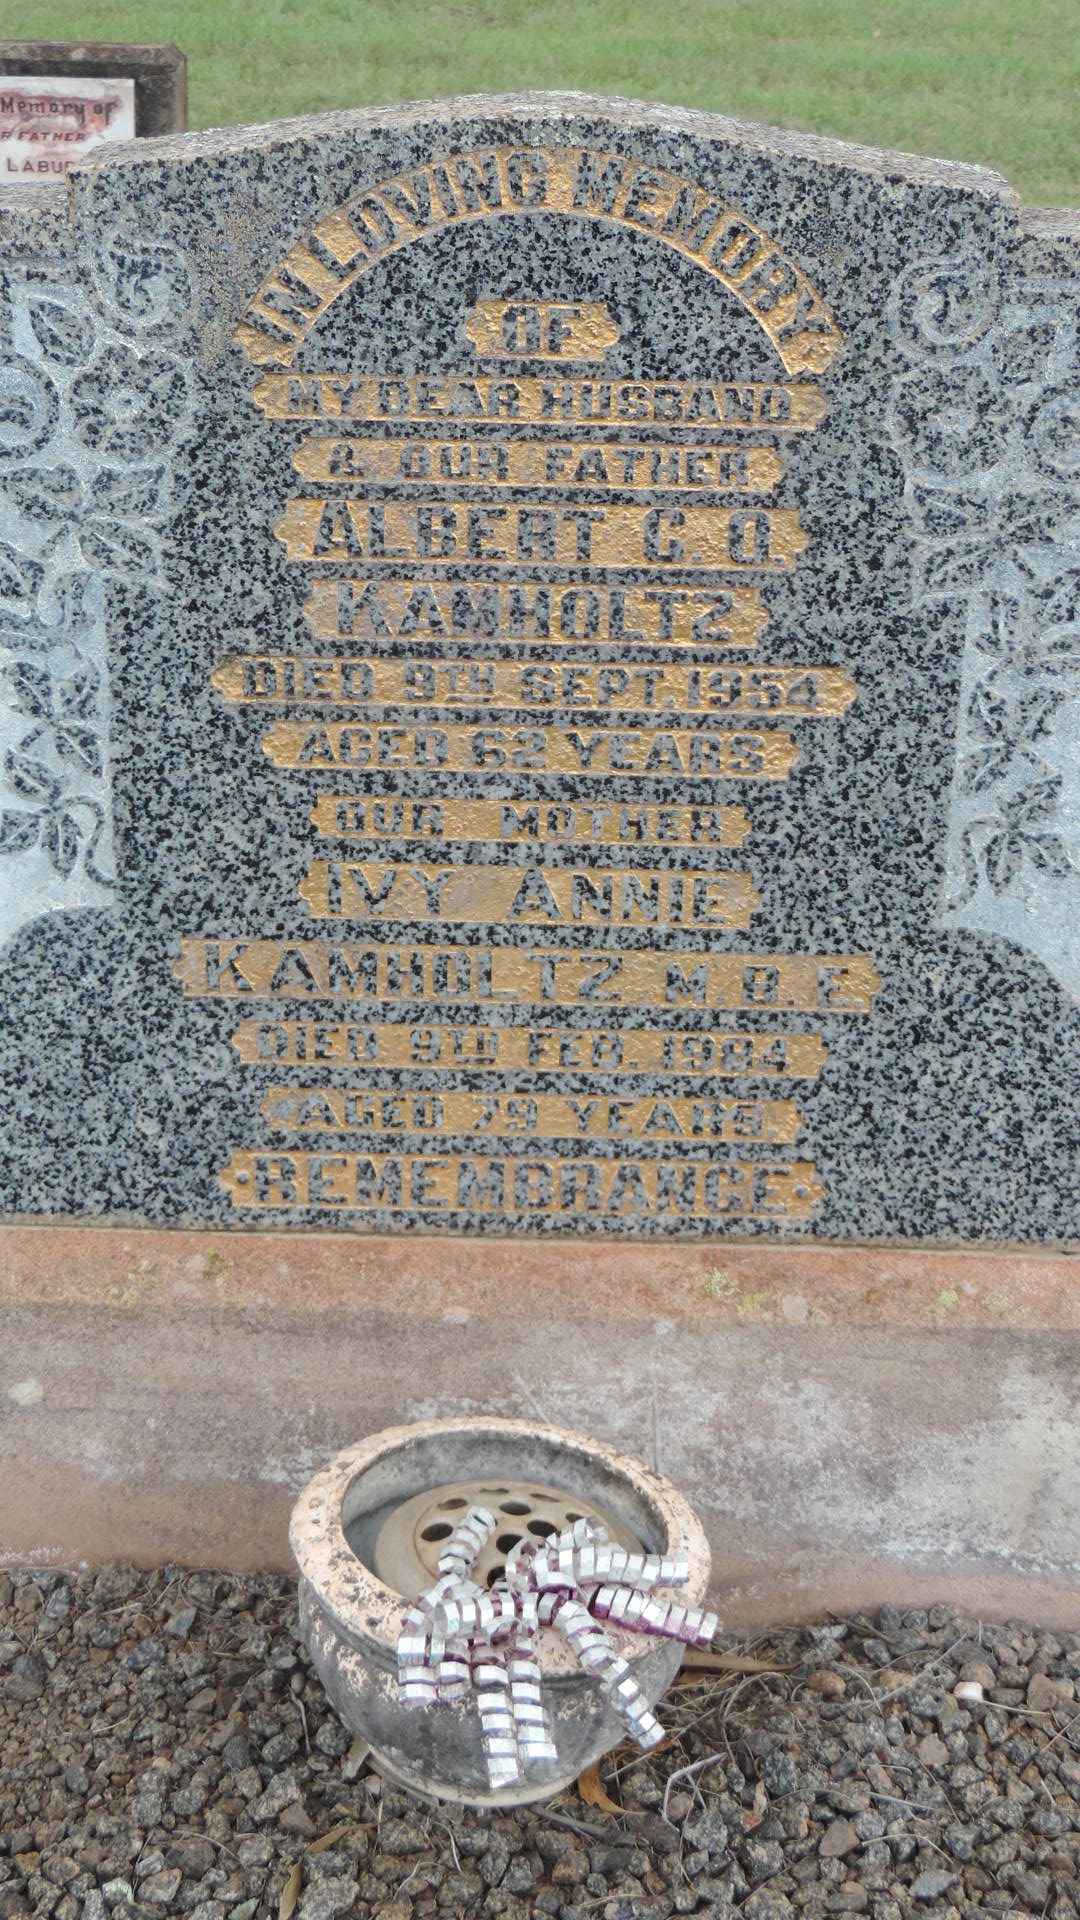 Memory of
R FATHER
LABU
IN LOVING MEMORY
OF
MY DEAR HUSBAND
& OUR FATHER
ALBERT C. O.
KAMHOLTZ
DIED 9TH SEPT. 1954
AGED 62 YEARS
OUR MOTHER
IVY ANNIE
KAMHOLTZ M.B.E.
DIED 9TH FEB. 1984
AGED 79 YEARS
·REMEMBRANCE·